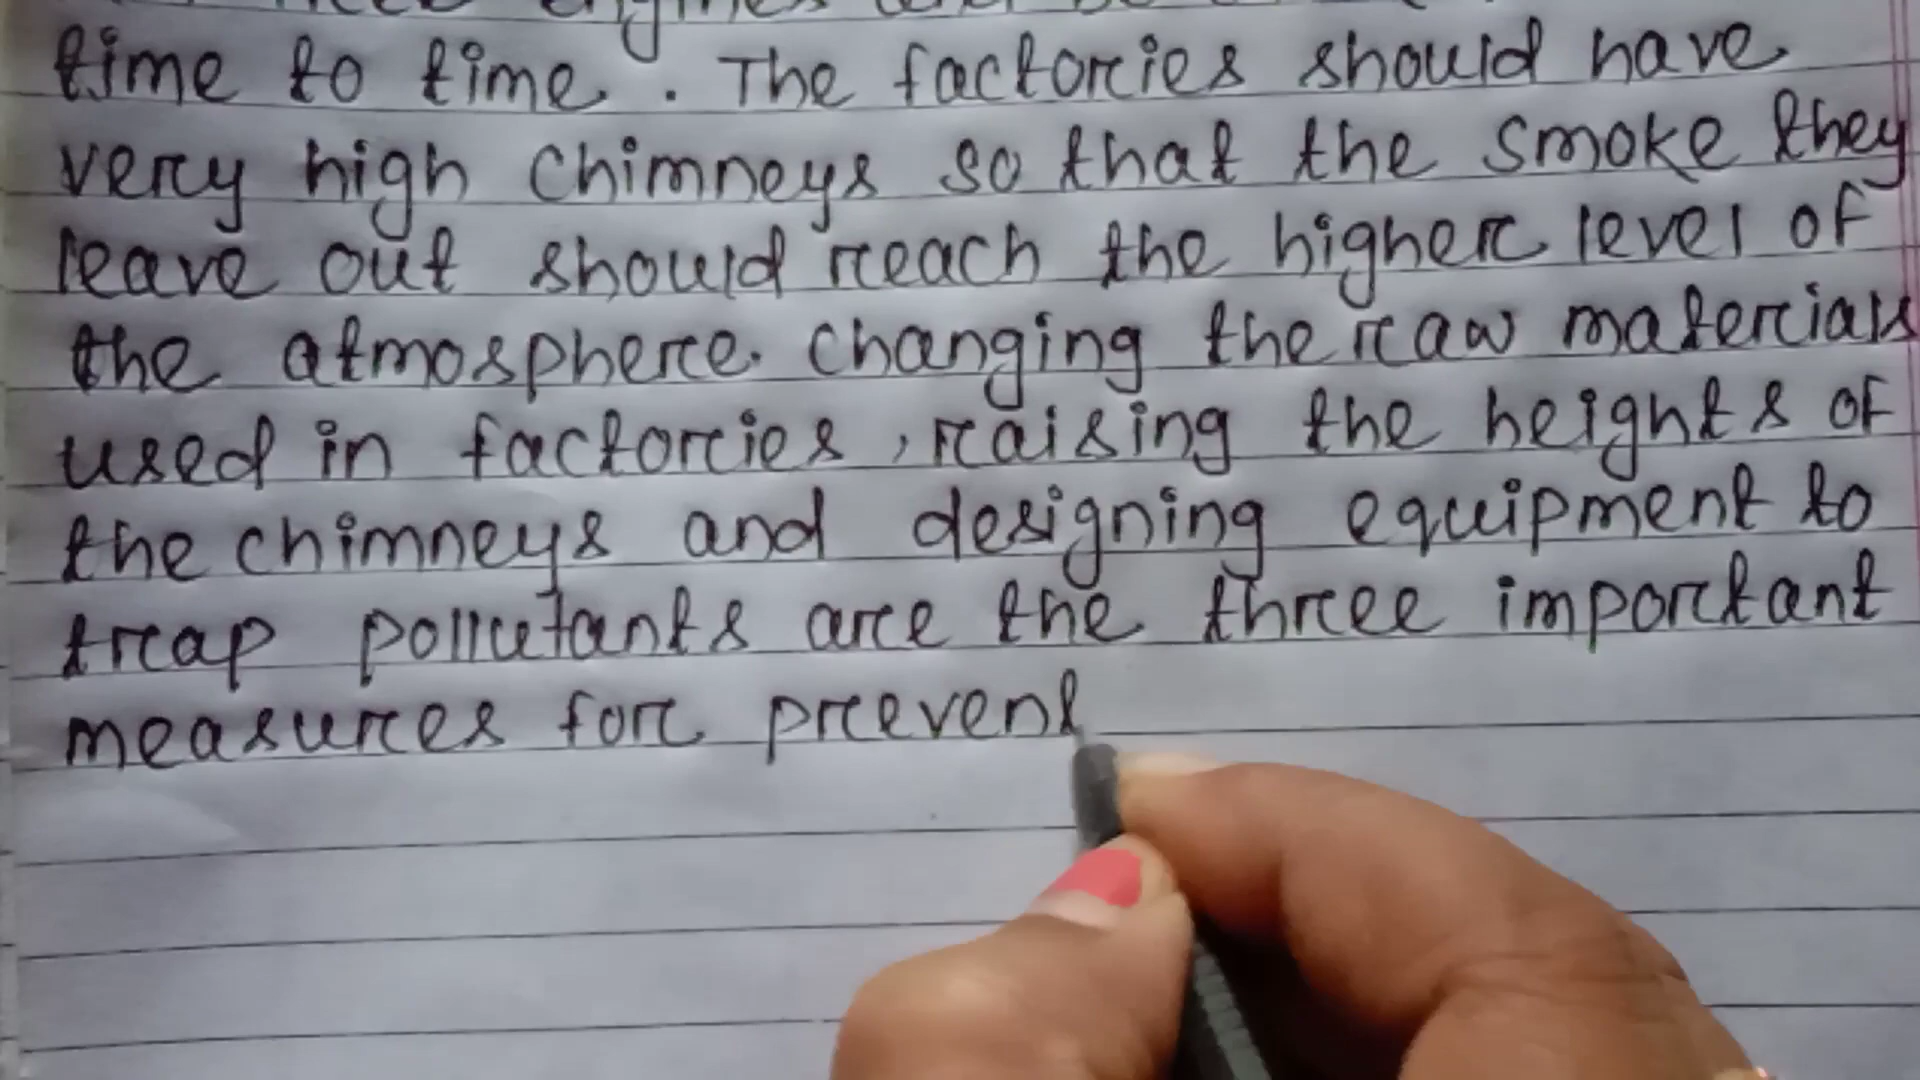 engines and
time to time. The factories should have
very high chimneys so that the smoke they
leave out should reach the higher level of
the atmosphere. changing the raw materials
used in factories, raising the heights of
the chimneys and designing equipment to
trap pollutants are the three important
measures for prevent